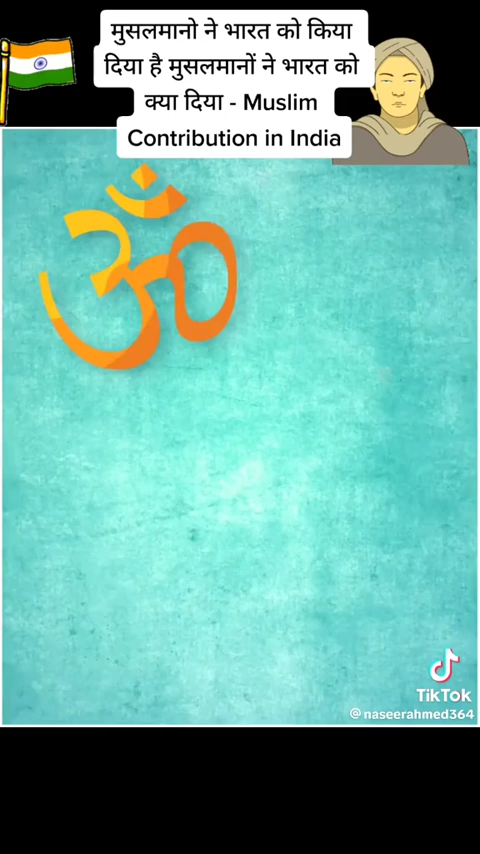 मुसलमानो ने भारत को किया
दिया है मुसलमानों ने भारत को
क्या दिया - Muslim
Contribution in India
TikTok
@naseerahmed364